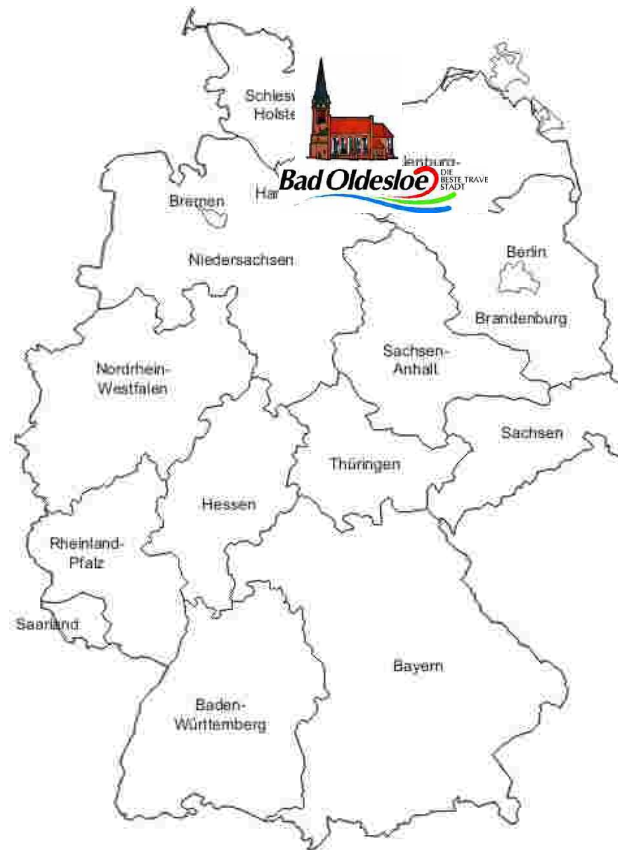 Schlesw
Holste
lenburg-
Bad Oldesloe
DIE
BESTE TRAVE
STADT
Bremen
Har
Niedersachsen
Berlin
Brandenburg
Nordrhein-
Westfalen
Sachsen-
Anhalt
Sachsen
Thüringen
Hessen
Rheinland-
Pfalz
Saarland
Bayern
Baden-
Württemberg